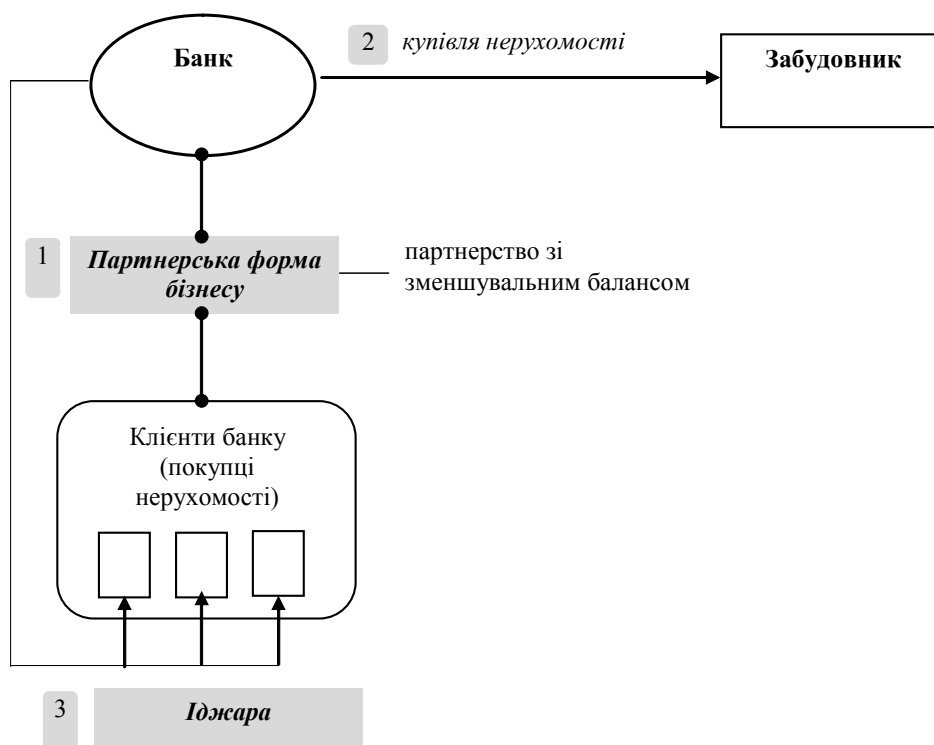 Банк
2 купівля нерухомості
Забудовник
1
Партнерська форма
бізнесу
партнерство зі
зменшувальним балансом
Клієнти банку
(покупці
нерухомості)
3
Іджара